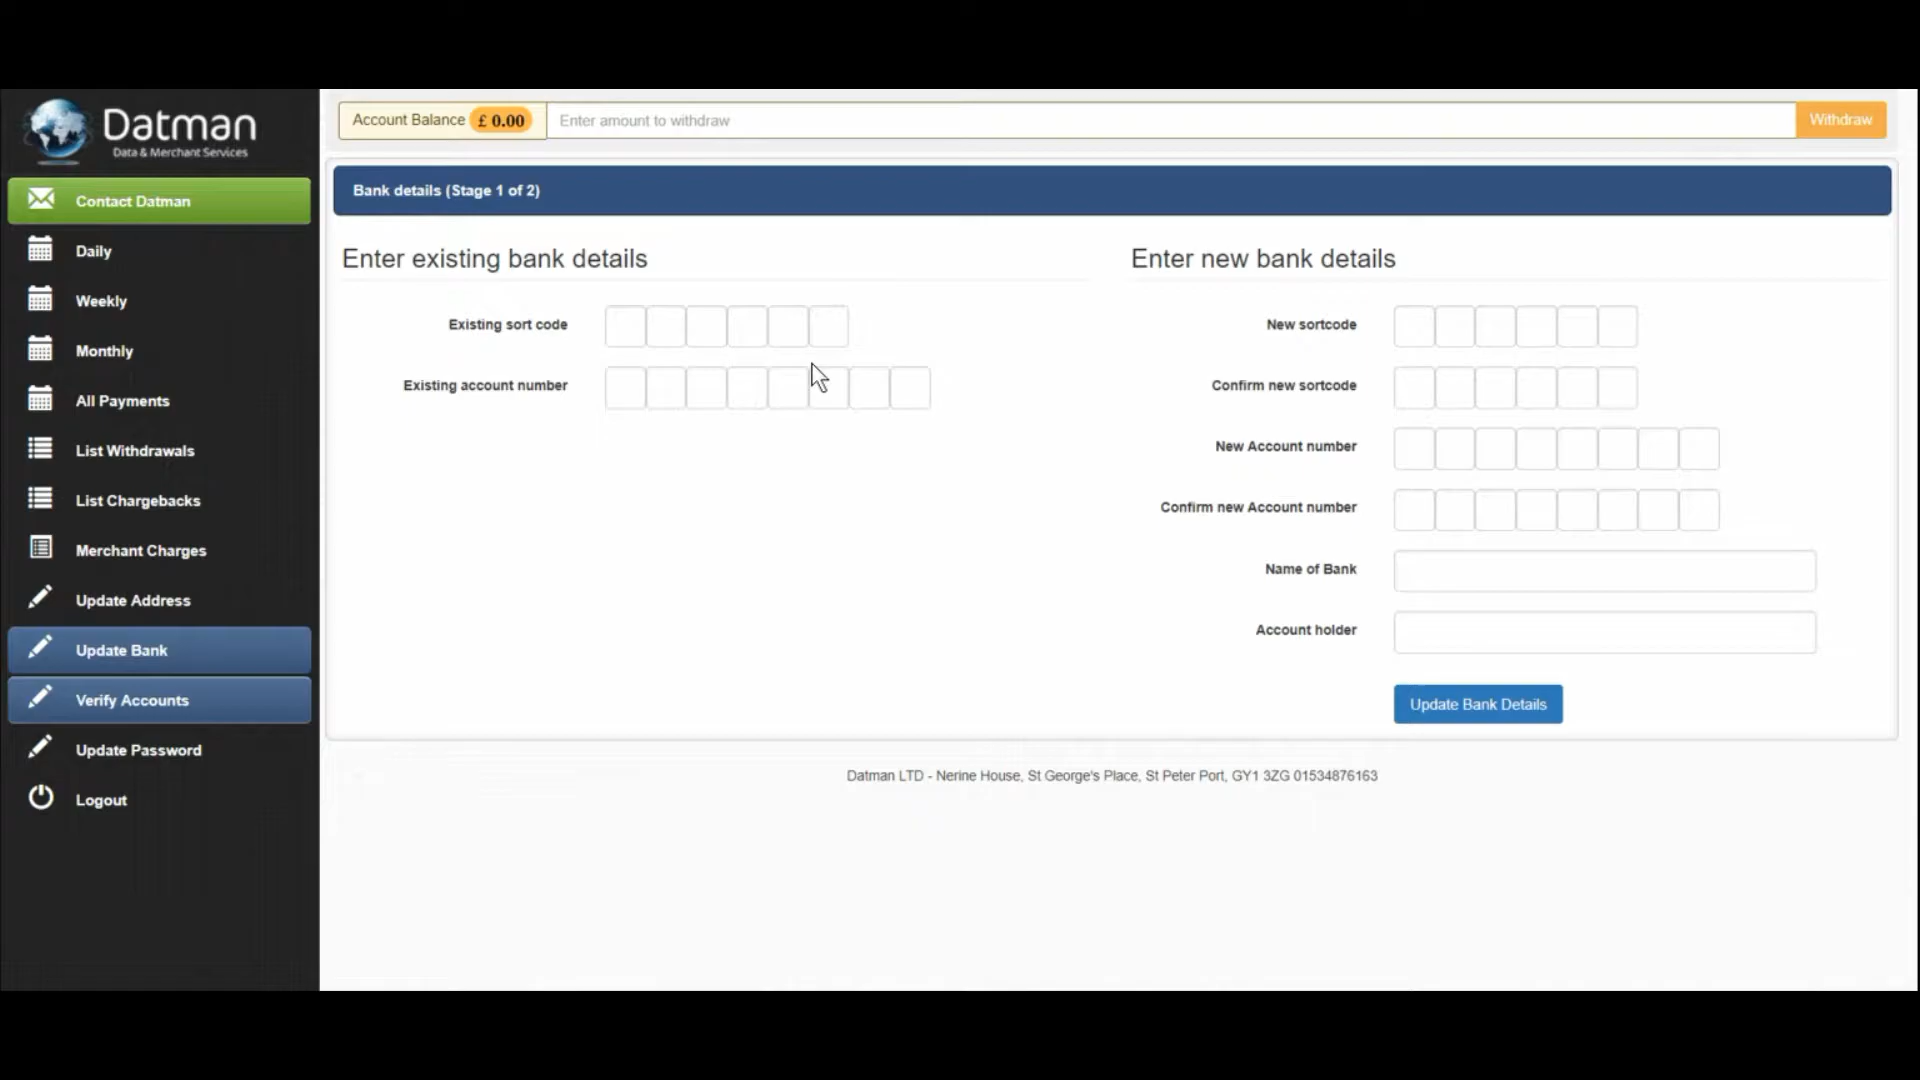 Datman
Data & Merchant Services
Contact Datman
Daily
Weekly
Monthly
All Payments
List Withdrawals
List Chargebacks
Merchant Charges
Update Address
Update Bank
Verify Accounts
Update Password
Logout
Account Balance £ 0.00 Enter amount to withdraw Withdraw
Bank details (Stage 1 of 2)
Enter existing bank details
Existing sort code
Existing account number
Enter new bank details
New sortcode
Confirm new sortcode
New Account number
Confirm new Account number
Name of Bank
Account holder
Update Bank Details
Datman LTD - Nerine House, St George's Place, St Peter Port, GY1 3ZG 01534876163